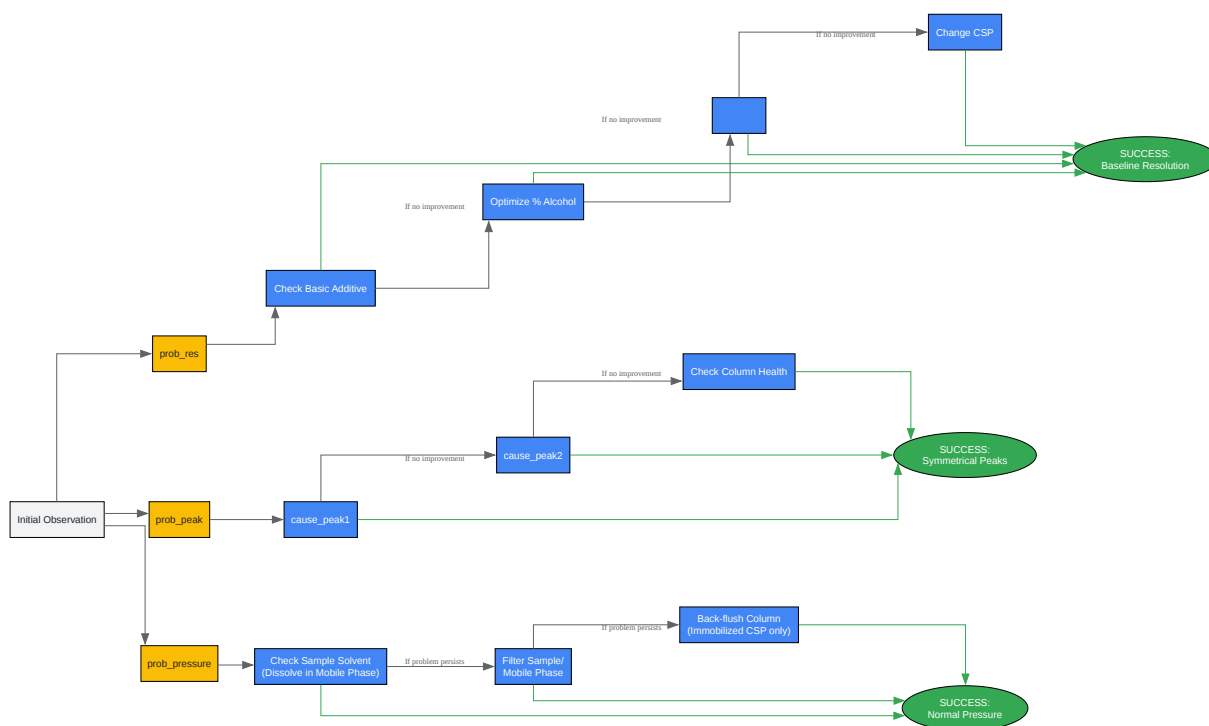 If no improvement
Change CSP
If no improvement
SUCCESS:
Baseline Resolution
Optimize % Alcohol
If no improvement
Check Basic Additive
prob_res
If no improvement
Check Column Health
cause_peak2
If no improvement
SUCCESS:
Symmetrical Peaks
Initial Observation
prob_peak
cause_peak1
Back-flush Column
(Immobilized CSP only)
If problem persists
prob_pressure
Check Sample Solvent
(Dissolve in Mobile Phase)
If problem persists
Filter Sample/
Mobile Phase
SUCCESS:
Normal Pressure